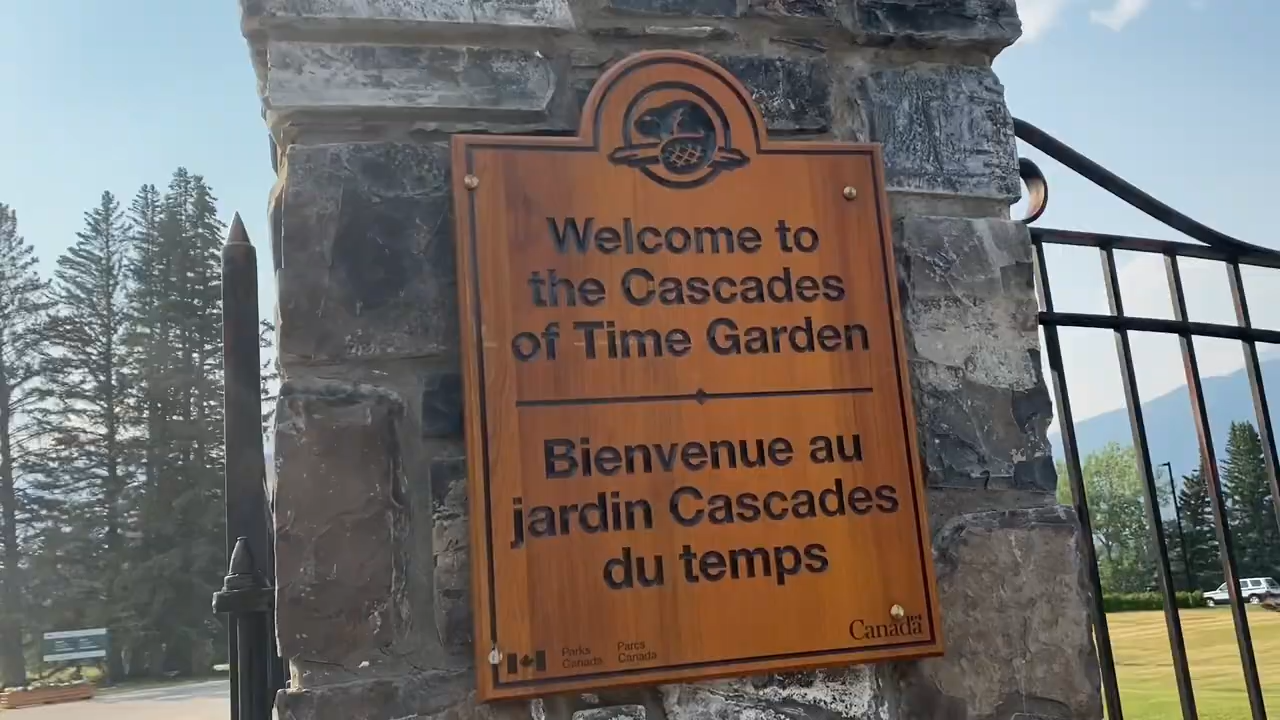 Welcome to
the Cascades
of Time Garden
Bienvenue au
jardin Cascades
du temps
Parks Canada
Parcs Canada
Canada